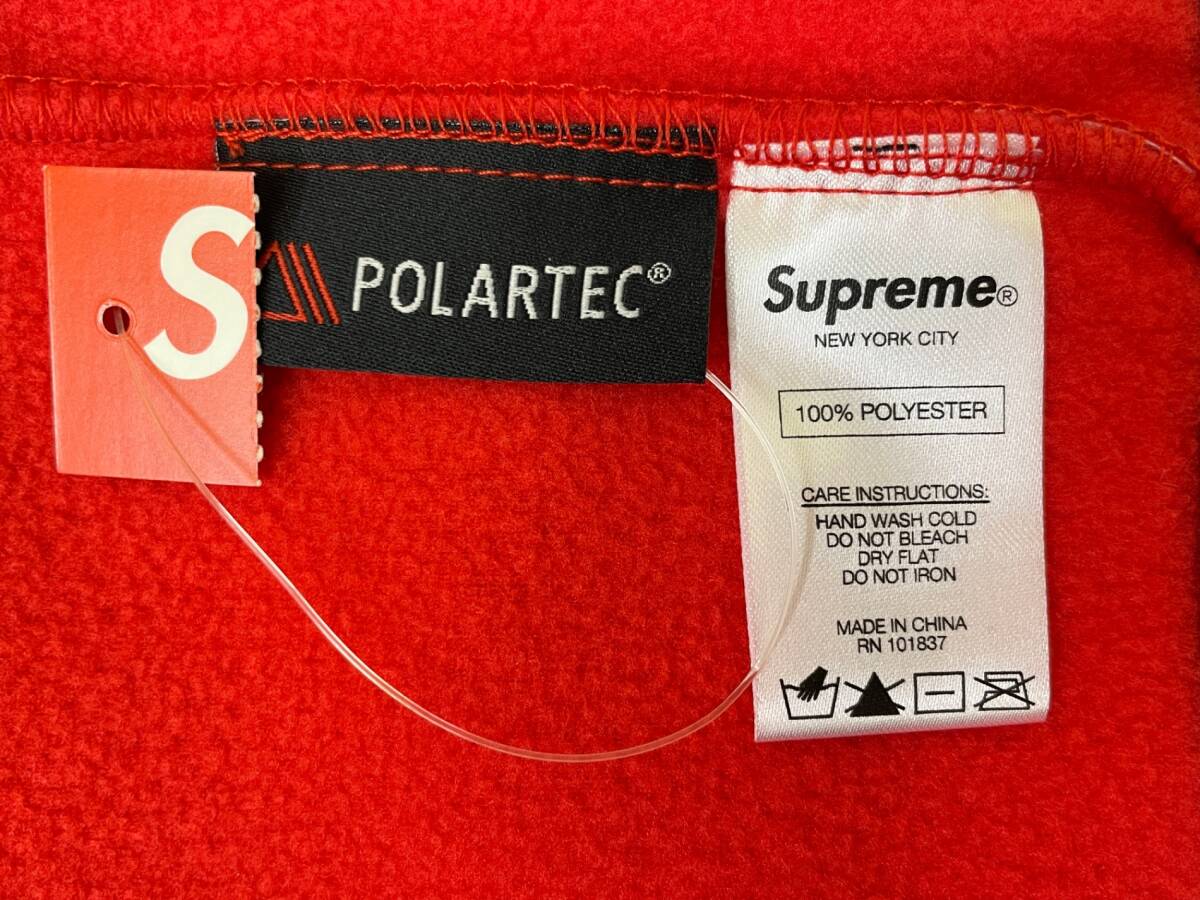 S
POLARTEC®
Supreme®
NEW YORK CITY
100% POLYESTER
CARE INSTRUCTIONS:
HAND WASH COLD
DO NOT BLEACH
DRY FLAT
DO NOT IRON
MADE IN CHINA
RN 101837